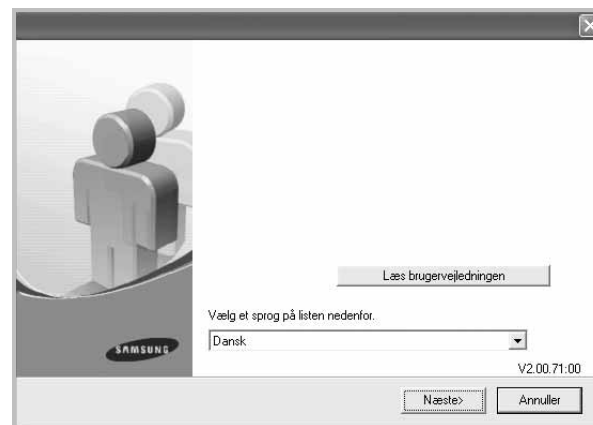 Læs brugervejledningen
Vælg et sprog på listen nedenfor.
Dansk
SAMSUNG
V2.00.71:00
Næste>
Annuller